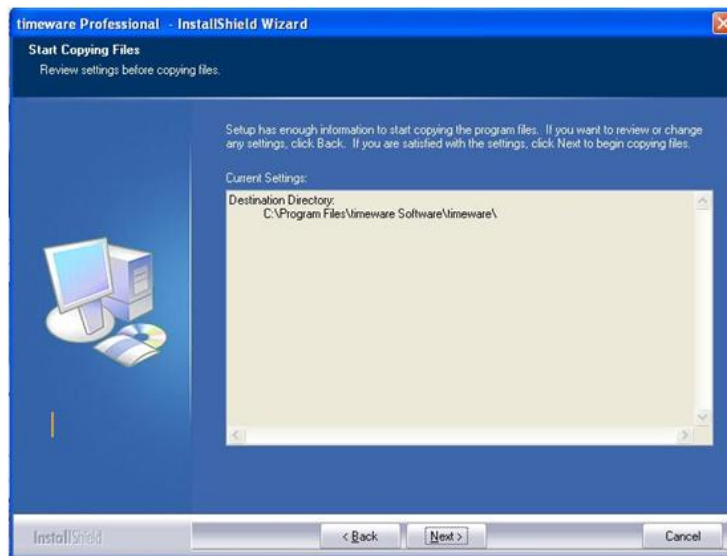 timeware Professional - InstallShield Wizard
Start Copying Files
Review settings before copying files.
Setup has enough information to start copying the program files. If you want to review or change
any settings, click Back. If you are satisfied with the settings, click Next to begin copying files.
Current Settings:
Destination Directory:
C:\Program Files\timeware Software\timeware\
InstallShield
< Back
Next >
Cancel